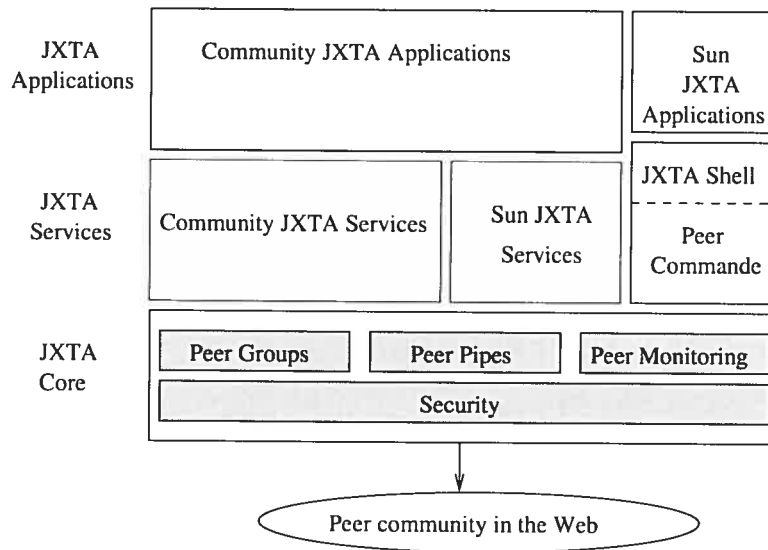 JXTA
Applications
Community JXTA Applications
Sun
JXTA
Applications
JXTA
Services
Community JXTA Services
Sun JXTA
Services
JXTA Shell
Peer
Commande
JXTA
Core
Peer Groups
Peer Pipes
Peer Monitoring
Security
Peer community in the Web